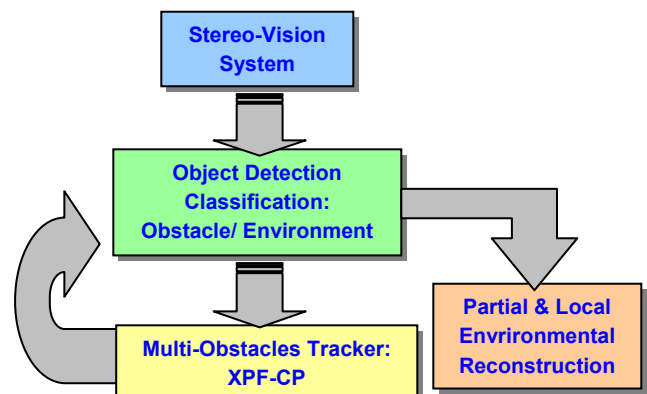 Stereo-Vision
System
Object Detection
Classification:
Obstacle/ Environment
Multi-Obstacles Tracker:
XPF-CP
Partial & Local
Envrironmental
Reconstruction